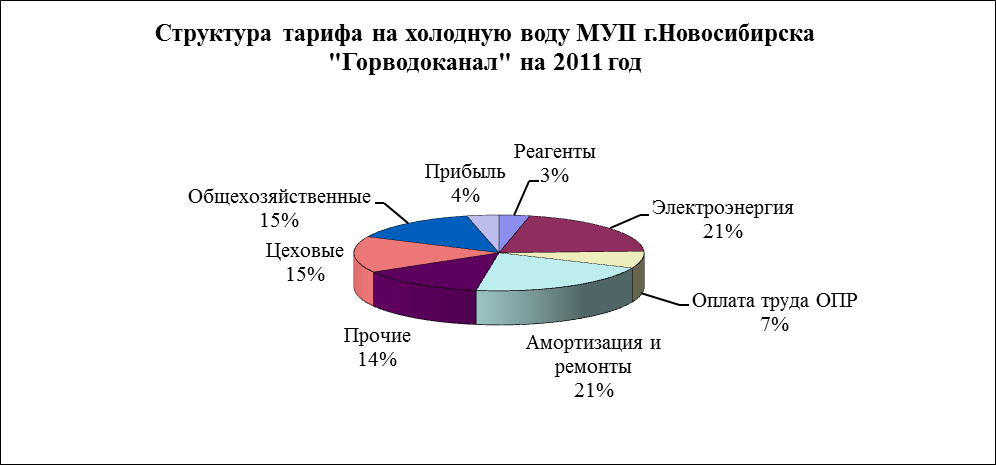 Структура тарифа на холодную воду МУП г.Новосибирска
"Горводоканал" на 2011 год
Реагенты
3%
Прибыль
4%
Общехозяйственные
15%
Электроэнергия
21%
Цеховые
15%
Оплата труда ОПР
7%
Прочие
14%
Амортизация и
ремонты
21%